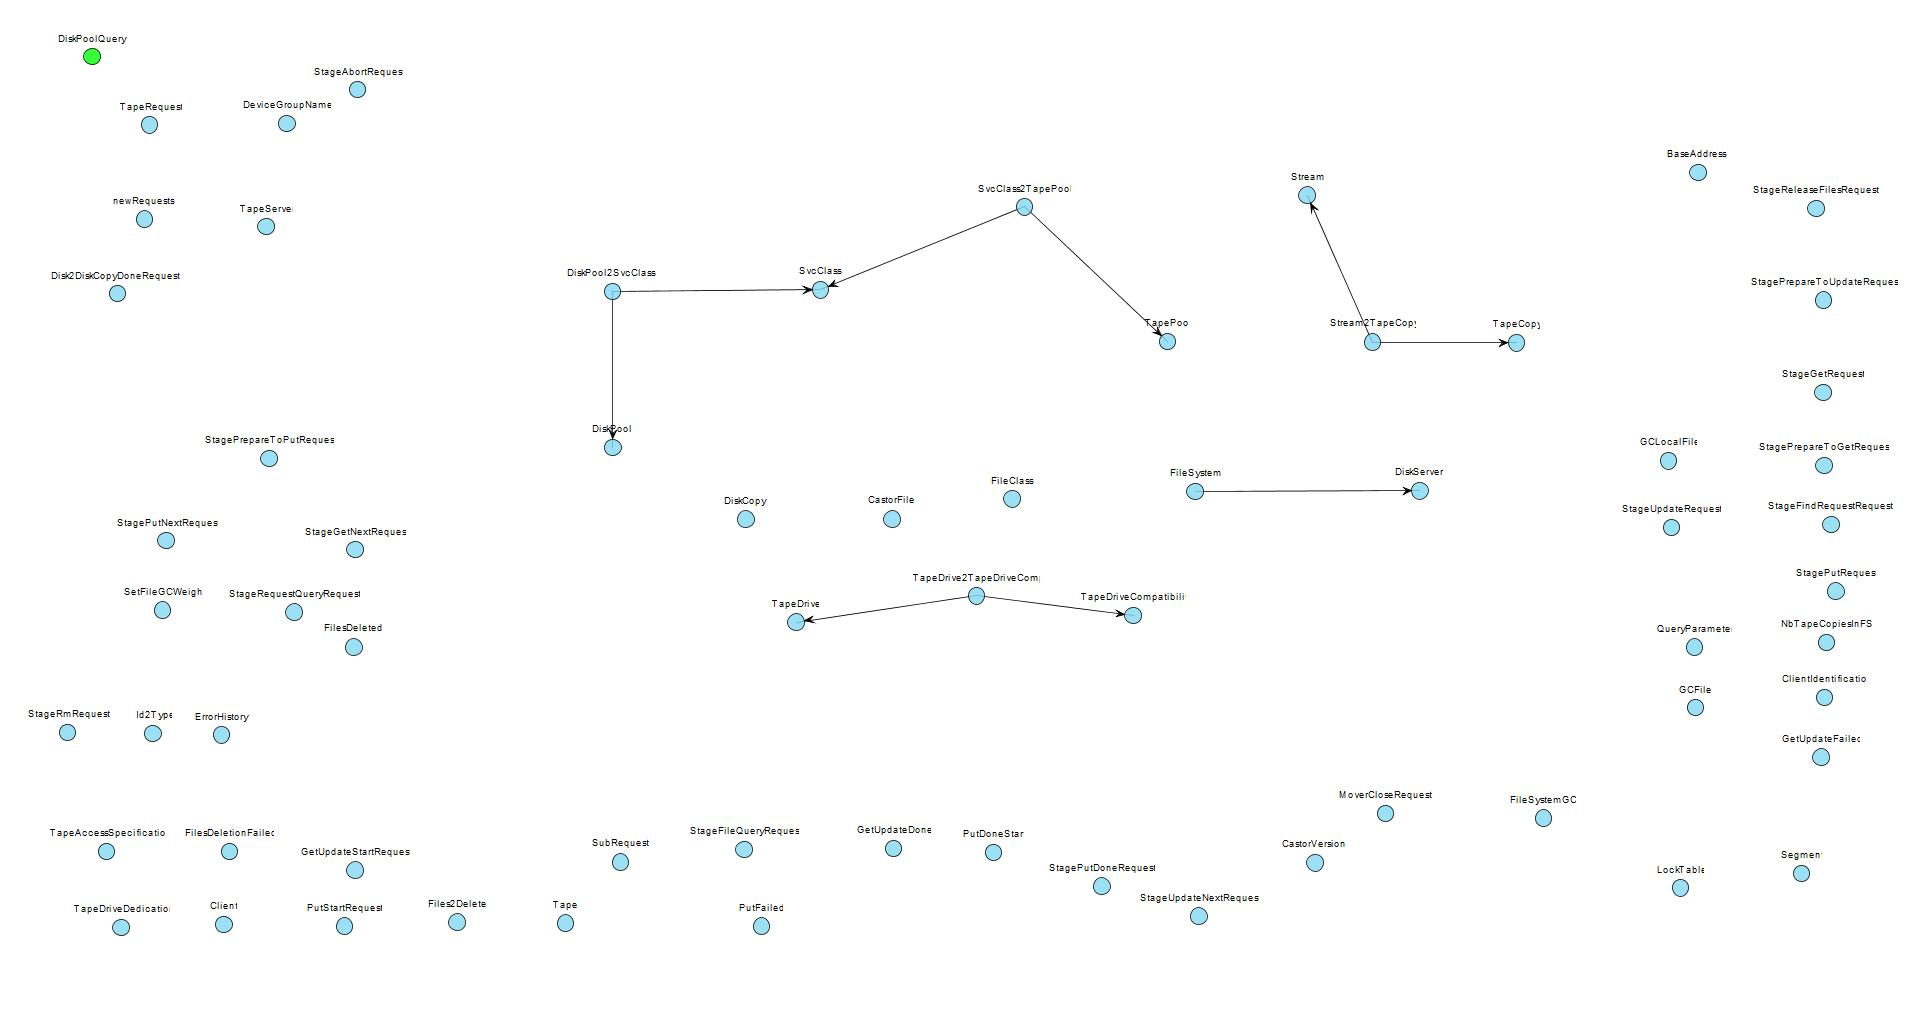 DiskPoolQuery
StageAbortReques
TapeRequest
DeviceGroupName
BaseAddress
Stream
SvcClass2TapePool
StageReleaseFilesRequest
newRequests
TapeServer
Disk2DiskCopyDoneRequest
DiskPool2SvcClass
SvcClass
StagePrepareToUpdateReques
TapePoo
Stream2TapeCopy
TapeCopy
StageGetRequest
DiskPool
StagePrepareToPutReques
GCLocalFile
StagePrepareToGetReques
FileSystem
DiskServer
FileClass
DiskCopy
CastorFile
StageUpdateRequest
StageFindRequestRequest
StagePutNextReques
StageGetNextReques
StagePutReques
TapeDrive2TapeDriveComp
SetFileGCWeigh
StageRequestQueryRequest
TapeDrive
TapeDriveCompatibili
FilesDeleted
QueryParameter
NbTapeCopiesInFS
ClientIdentificatio
GCFile
StageRmRequest
Id2Type
ErrorHistory
GetUpdateFailed
MoverCloseRequest
FileSystemGC
TapeAccessSpecificatio
FilesDeletionFailed
GetUpdateStartReques
SubRequest
StageFileQueryReques
GetUpdateDone
PutDoneStar
CastorVersion
StagePutDoneRequest
LockTable
Segment
TapeDriveDedicatio
Client
PutStartRequest
Files2Delete
Tape
PutFailed
StageUpdateNextReques